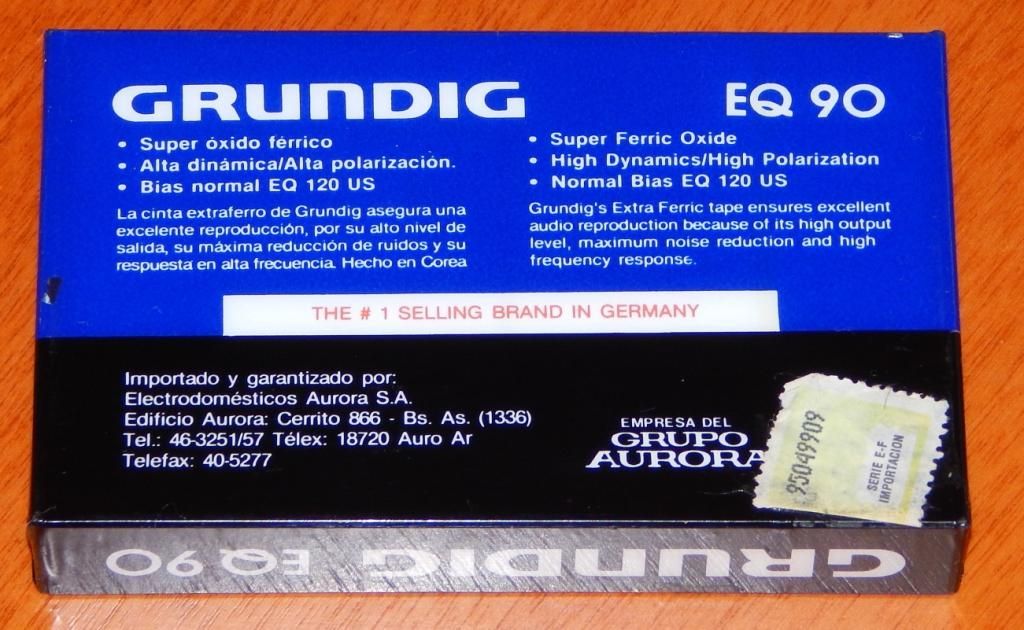 GRUNDIG
EQ 90
• Super óxido férrico
• Alta dinámica/Alta polarización.
• Bias normal EQ 120 US
La cinta extraferro de Grundig asegura una
excelente reproducción, por su alto nivel de
salida, su máxima reducción de ruidos y su
respuesta en alta frecuencia. Hecho en Corea
• Super Ferric Oxide
• High Dynamics/High Polarization
• Normal Bias EQ 120 US
Grundig's Extra Ferric tape ensures excellent
audio reproduction because of its high output
level, maximum noise reduction and high
frequency response.
THE # 1 SELLING BRAND IN GERMANY
Importado y garantizado por:
Electrodomésticos Aurora S.A.
Edificio Aurora: Cerrito 866 - Bs. As. (1336)
Tel.: 46-3251/57 Télex: 18720 Auro Ar
Telefax: 40-5277
EMPRESA DEL
GRUPO
AURORA
95049909
SERIE E-F
IMPORTACION
GRUNDIG EQ 90